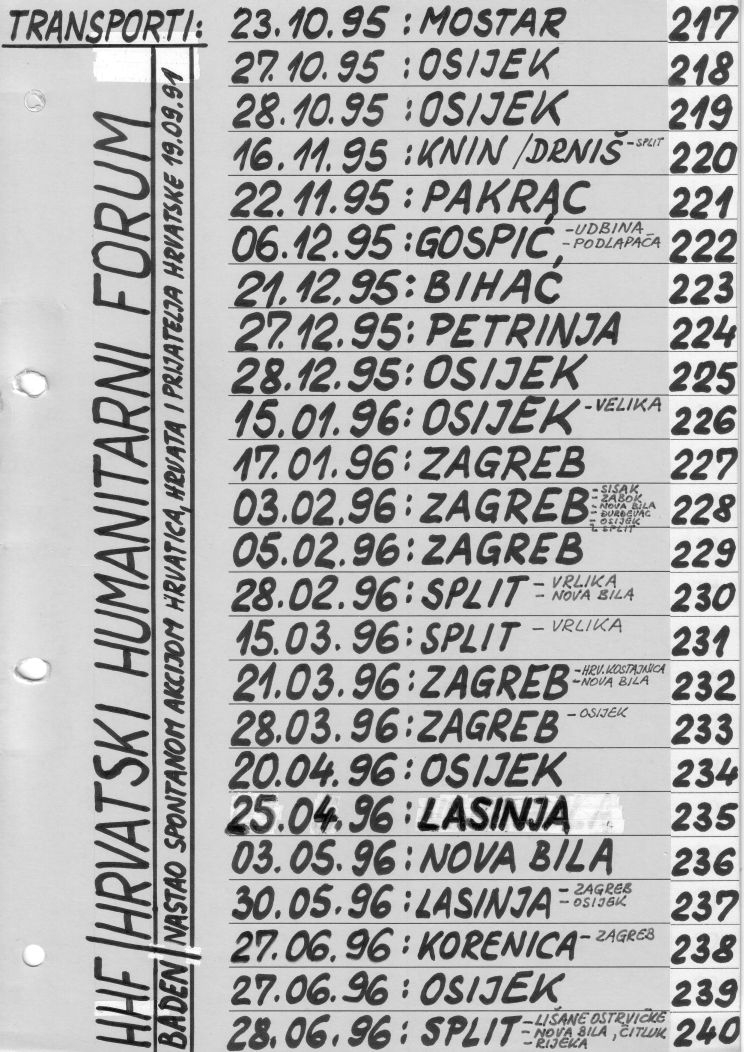 TRANSPORTI:
23.10.95 : MOSTAR 217
27.10.95 : OSIJEK 218
28.10.95 : OSIJEK 219
16.11.95 : KNIN / DRNIŠ - SPLIT 220
22.11.95 : PAKRAC 221
06.12.95 : GOSPIĆ, - UDBINA 222
- PODLAPAČA
21.12.95 : BIHAĆ 223
27.12.95 : PETRINJA 224
28.12.95 : OSIJEK 225
15.01.96 : OSIJEK - VELIKA 226
17.01.96 : ZAGREB 227
03.02.96 : ZAGREB - SISAK 228
- ZABOK
- NOVA BILA
- ĐURĐEVAC
- OSIJEK
- SPLIT
05.02.96 : ZAGREB 229
28.02.96 : SPLIT - VRLIKA 230
- NOVA BILA
15.03.96 : SPLIT - VRLIKA 231
21.03.96 : ZAGREB - HRV. KOSTAJNICA 232
- NOVA BILA
28.03.96 : ZAGREB - OSIJEK 233
20.04.96 : OSIJEK 234
25.04.96 : LASINJA 235
03.05.96 : NOVA BILA 236
30.05.96 : LASINJA - ZAGREB 237
- OSIJEK
27.06.96 : KORENICA - ZAGREB 238
27.06.96 : OSIJEK 239
28.06.96 : SPLIT - LIŠANE OSTRVIČKE 240
- NOVA BILA, ČITLUK
- RIJEKA
HHF / HRVATSKI HUMANITARNI FORUM
BADEN / NASTAO SPONTANOM AKCIJOM HRVATICA, HRVATA I PRIJATELJA HRVATSKE 19.09.91